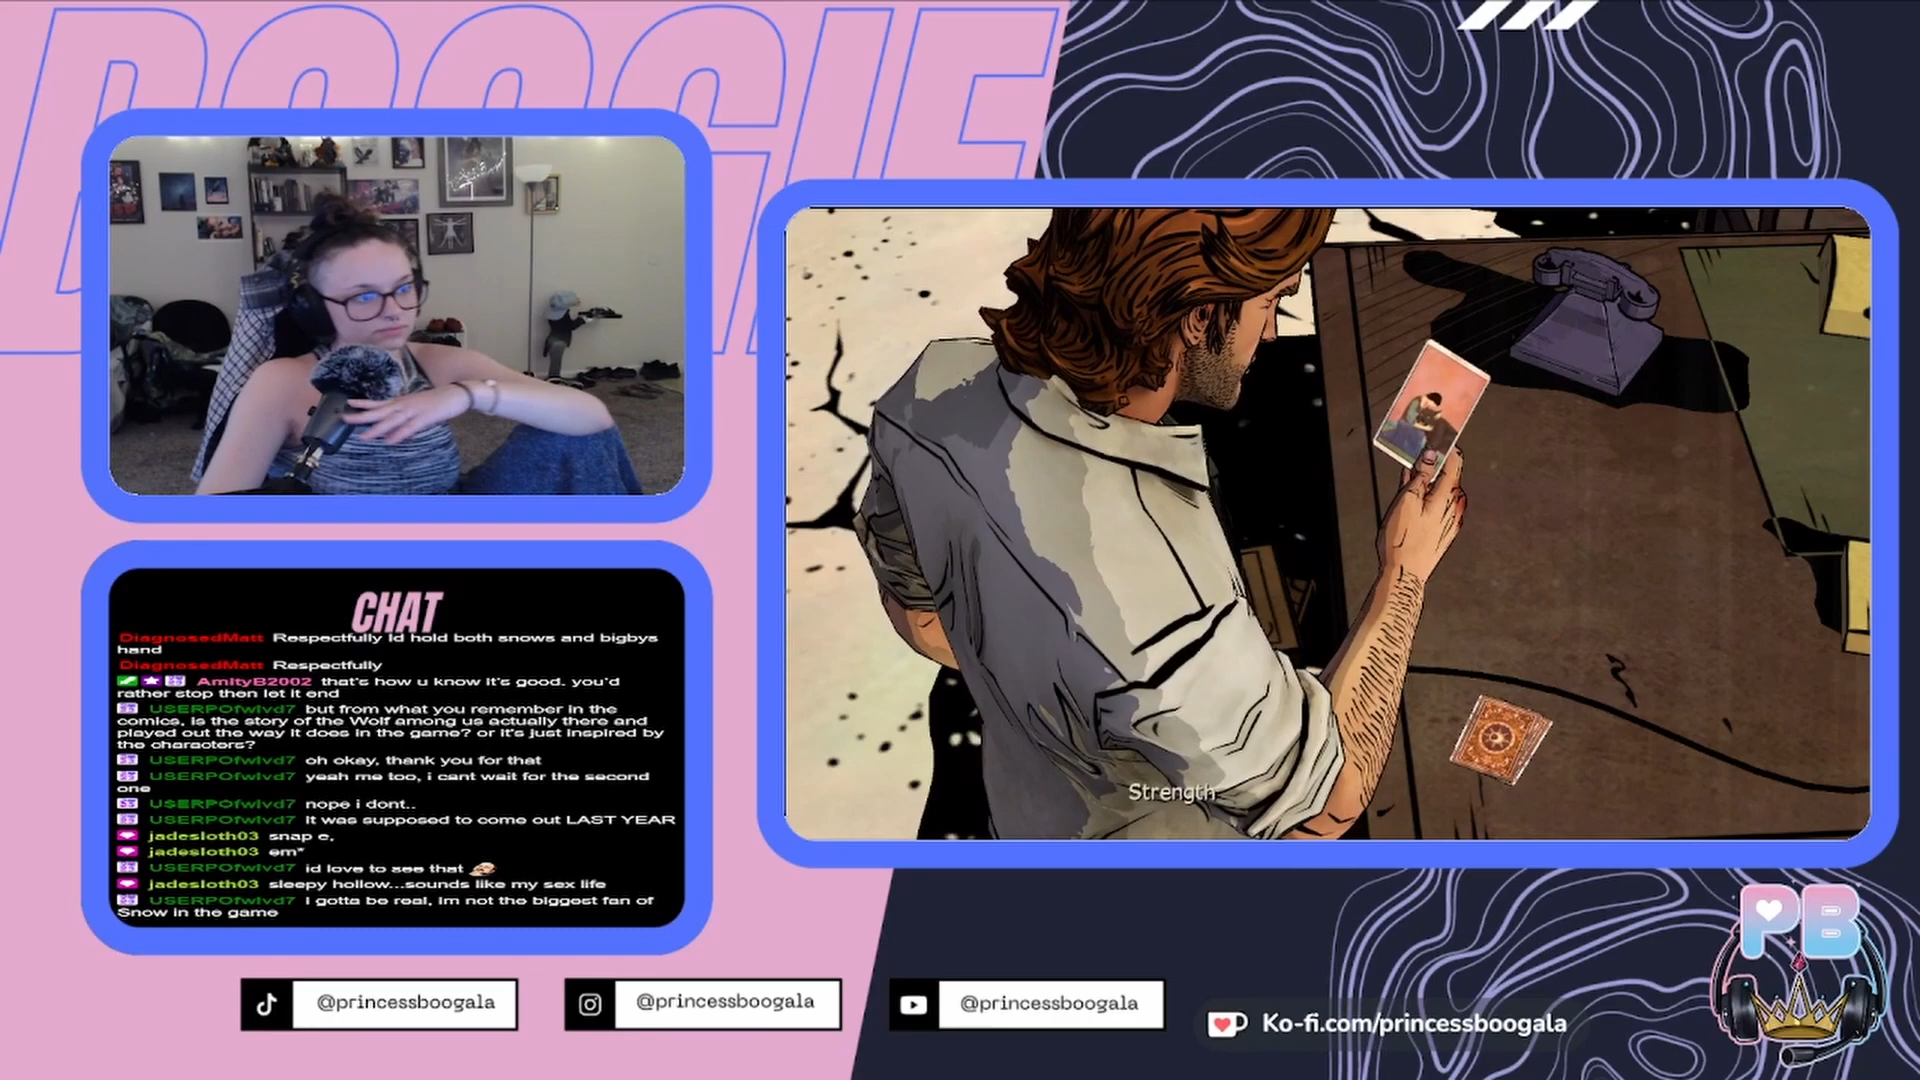 BOOGIE
CHAT
DiagnosedMatt Respectfully Id hold both snows and bigbys
hand
DiagnosedMatt Respectfully
AmityB2002 that's how u know it's good. you'd
rather stop then let it end
USERPOfwlvd7 but from what you remember in the
comics, is the story of the Wolf among us actually there and
played out the way it does in the game? or it's just inspired by
the characters?
USERPOfwlvd7 oh okay, thank you for that
USERPOfwlvd7 yeah me too, i cant wait for the second
one
USERPOfwlvd7 nope i dont..
USERPOfwlvd7 It was supposed to come out LAST YEAR
jadesloth03 snap e,
jadesloth03 em*
USERPOfwlvd7 id love to see that
jadesloth03 sleepy hollow...sounds like my sex life
USERPOfwlvd7 I gotta be real, Im not the biggest fan of
Snow in the game
Strength
@princessboogala
@princessboogala
@princessboogala
Ko-fi.com/princessboogala
PB